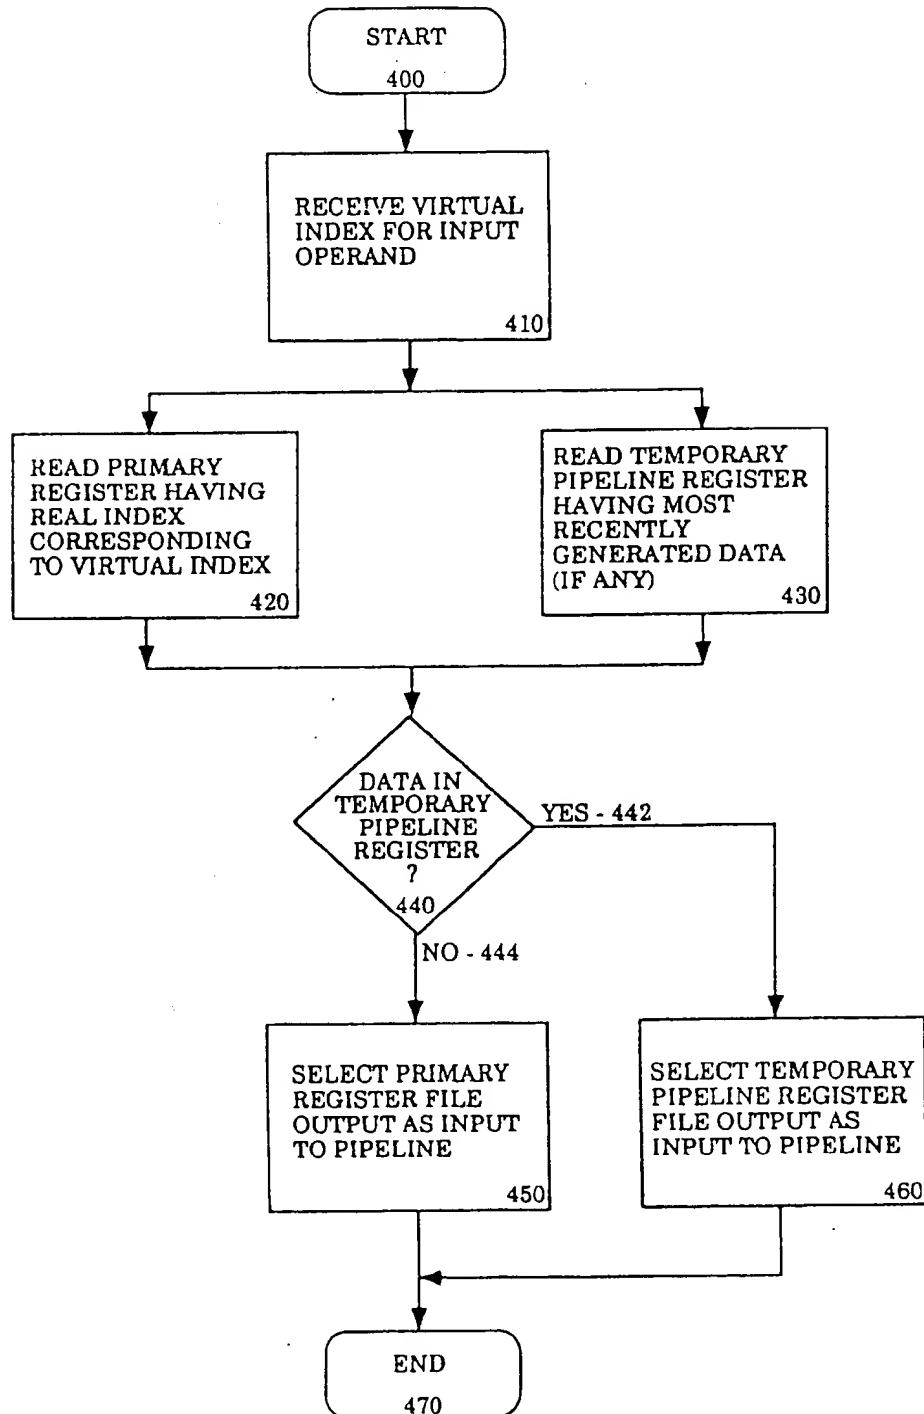 START
400
RECEIVE VIRTUAL
INDEX FOR INPUT
OPERAND
410
READ PRIMARY
REGISTER HAVING
REAL INDEX
CORRESPONDING
TO VIRTUAL INDEX
420
READ TEMPORARY
PIPELINE REGISTER
HAVING MOST
RECENTLY
GENERATED DATA
(IF ANY)
430
DATA IN
TEMPORARY
PIPELINE
REGISTER
?
440
YES - 442
NO - 444
SELECT PRIMARY
REGISTER FILE
OUTPUT AS INPUT
TO PIPELINE
450
SELECT TEMPORARY
PIPELINE REGISTER
FILE OUTPUT AS
INPUT TO PIPELINE
460
END
470